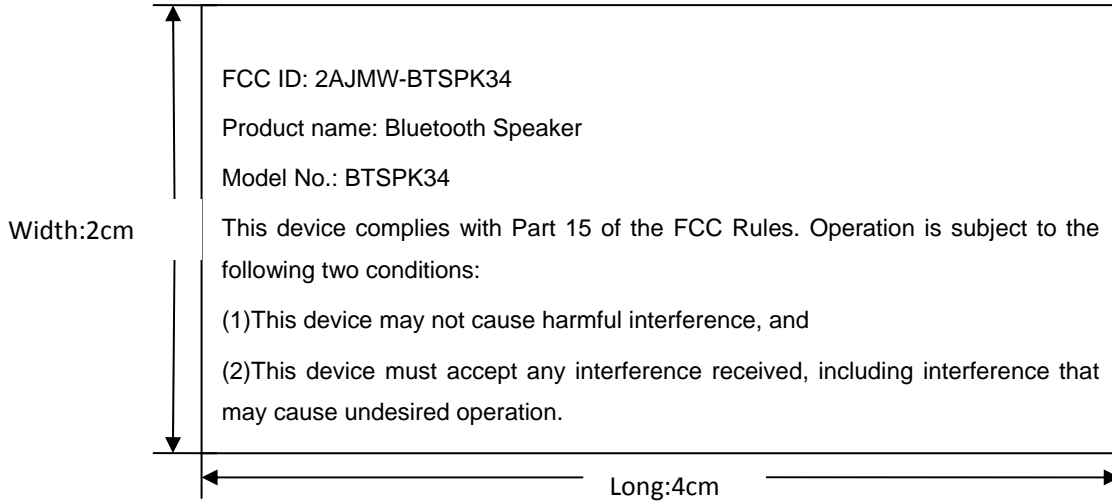 FCC ID: 2AJMW-BTSPK34
Product name: Bluetooth Speaker
Model No.: BTSPK34
Width:2cm
This device complies with Part 15 of the FCC Rules. Operation is subject to the
following two conditions:
(1)This device may not cause harmful interference, and
(2)This device must accept any interference received, including interference that
may cause undesired operation.
Long:4cm